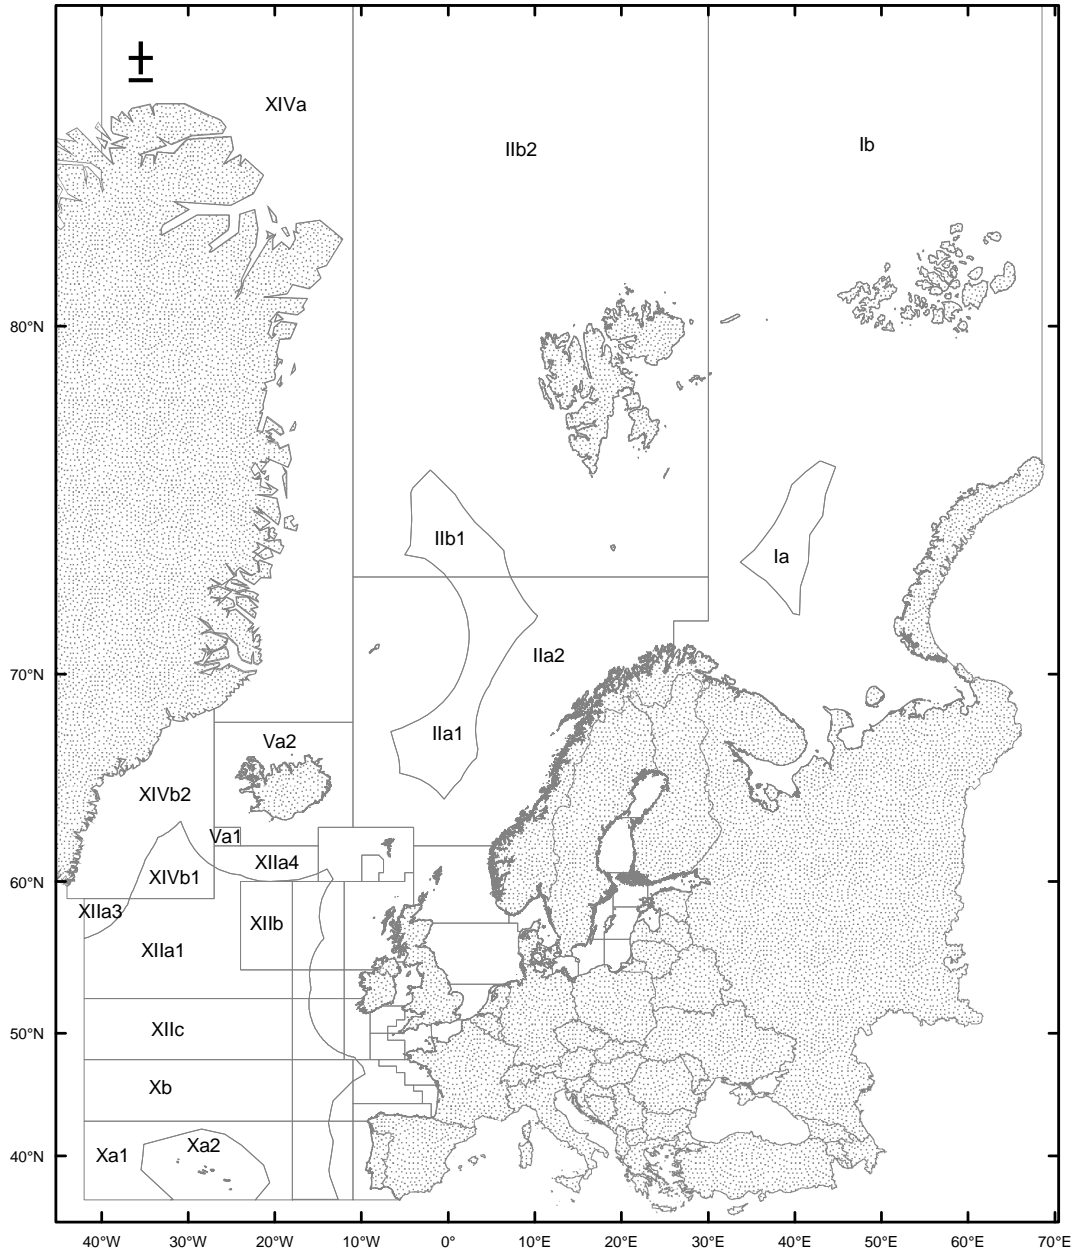 ±
XIVa
IIb2
Ib
80°N
IIb1
Ia
70°N
IIa2
IIa1
Va2
XIVb2
Va1
XIIa4
XIVb1
60°N
XIIa3
XIIb
XIIa1
XIIc
50°N
Xb
Xa1
Xa2
40°N
40°W 30°W 20°W 10°W 0° 10°E 20°E 30°E 40°E 50°E 60°E 70°E